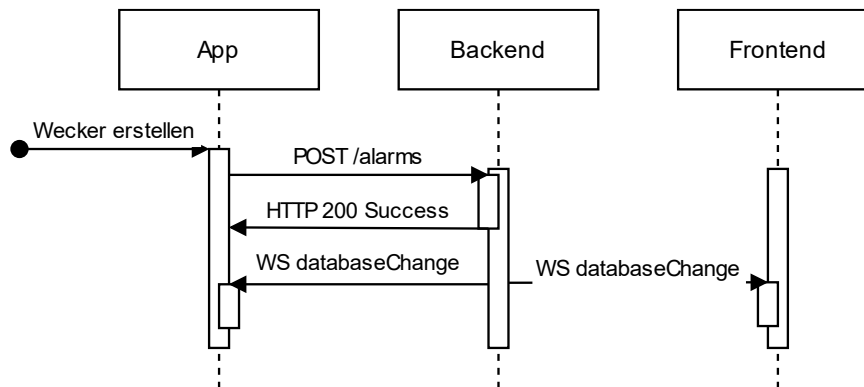 App
Backend
Frontend
Wecker erstellen
POST /alarms
HTTP 200 Success
WS databaseChange
WS databaseChange